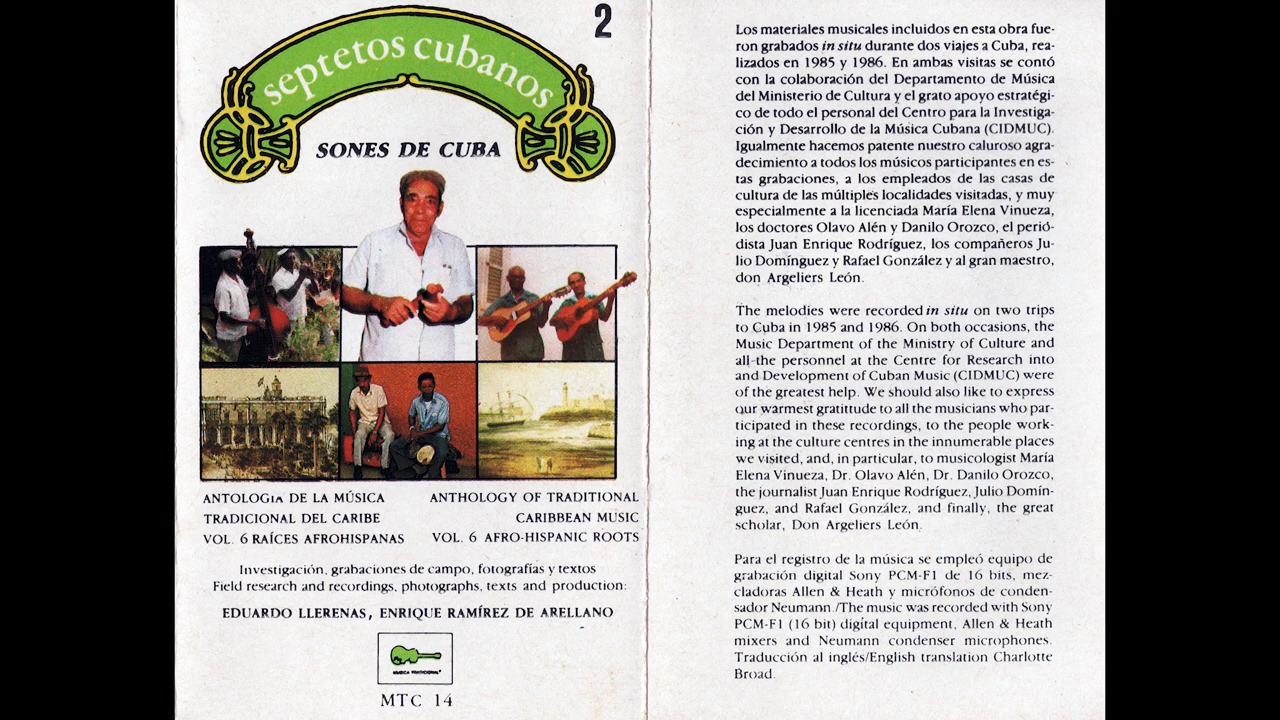 2
septetos cubanos
SONES DE CUBA
ANTOLOGIA DE LA MÚSICA
TRADICIONAL DEL CARIBE
VOL. 6 RAÍCES AFROHISPANAS
ANTHOLOGY OF TRADITIONAL
CARIBBEAN MUSIC
VOL. 6 AFRO-HISPANIC ROOTS
Investigación, grabaciones de campo, fotografías y textos
Field research and recordings, photographs, texts and production:
EDUARDO LLERENAS, ENRIQUE RAMÍREZ DE ARELLANO
MUSICA TRADICIONAL
MTC 14
Los materiales musicales incluidos en esta obra fue-
ron grabados in situ durante dos viajes a Cuba, rea-
lizados en 1985 y 1986. En ambas visitas se contó
con la colaboración del Departamento de Música
del Ministerio de Cultura y el grato apoyo estratégi-
co de todo el personal del Centro para la Investiga-
ción y Desarrollo de la Música Cubana (CIDMUC).
Igualmente hacemos patente nuestro caluroso agra-
decimiento a todos los músicos participantes en es-
tas grabaciones, a los empleados de las casas de
cultura de las múltiples localidades visitadas, y muy
especialmente a la licenciada María Elena Vinueza,
los doctores Olavo Alén y Danilo Orozco, el perió-
dista Juan Enrique Rodríguez, los compañeros Ju-
lio Domínguez y Rafael González y al gran maestro,
don Argeliers León.
The melodies were recorded in situ on two trips
to Cuba in 1985 and 1986. On both occasions, the
Music Department of the Ministry of Culture and
all the personnel at the Centre for Research into
and Development of Cuban Music (CIDMUC) were
of the greatest help. We should also like to express
our warmest gratitude to all the musicians who par-
ticipated in these recordings, to the people work-
ing at the culture centres in the innumerable places
we visited, and, in particular, to musicologist María
Elena Vinueza, Dr. Olavo Alén, Dr. Danilo Orozco,
the journalist Juan Enrique Rodríguez, Julio Domín-
guez, and Rafael González, and finally, the great
scholar, Don Argeliers León.
Para el registro de la música se empleó equipo de
grabación digital Sony PCM-F1 de 16 bits, mez-
cladoras Allen & Heath y micrófonos de conden-
sador Neumann./The music was recorded with Sony
PCM-F1 (16 bit) digital equipment, Allen & Heath
mixers and Neumann condenser microphones.
Traducción al inglés/English translation Charlotte
Broad.